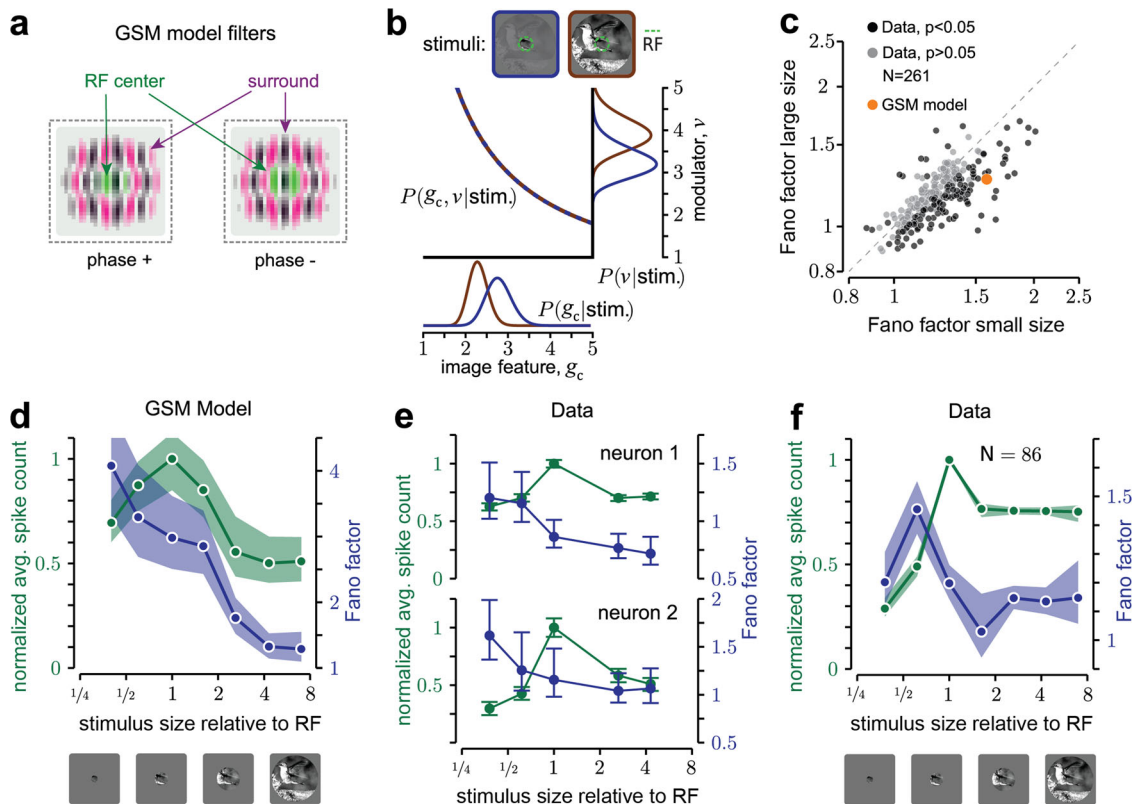 a
GSM model filters
RF center
surround
phase +
phase -
b
stimuli:
RF
P(g_c, v|stim.)
5
4
3
2
1
modulator, v
P(v|stim.)
P(g_c|stim.)
1 2 3 4 5
image feature, g_c
c
Data, p<0.05
Data, p>0.05
N=261
GSM model
2.5
2
1.5
1
0.8
Fano factor large size
0.8 1 1.5 2 2.5
Fano factor small size
d
GSM Model
normalized avg. spike count
1
0.5
0
4
2
1
Fano factor
1/4 1/2 1 2 4 8
stimulus size relative to RF
e
Data
neuron 1
normalized avg. spike count
1
0.5
0
1.5
1
0.5
Fano factor
neuron 2
1
0.5
2
1.5
1
0.5
1/4 1/2 1 2 4 8
stimulus size relative to RF
f
Data
N = 86
normalized avg. spike count
1
0.5
0
1.5
1
Fano factor
1/4 1/2 1 2 4 8
stimulus size relative to RF